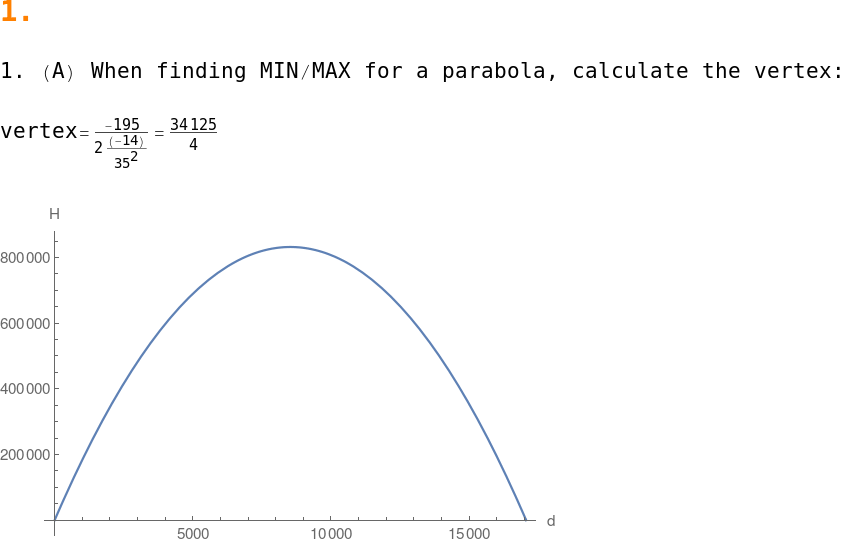 1.
1. (A) When finding MIN/MAX for a parabola, calculate the vertex:
vertex= -195 / (2 (-14)/35^2) = 34125/4
H
800000
600000
400000
200000
5000 10000 15000 d